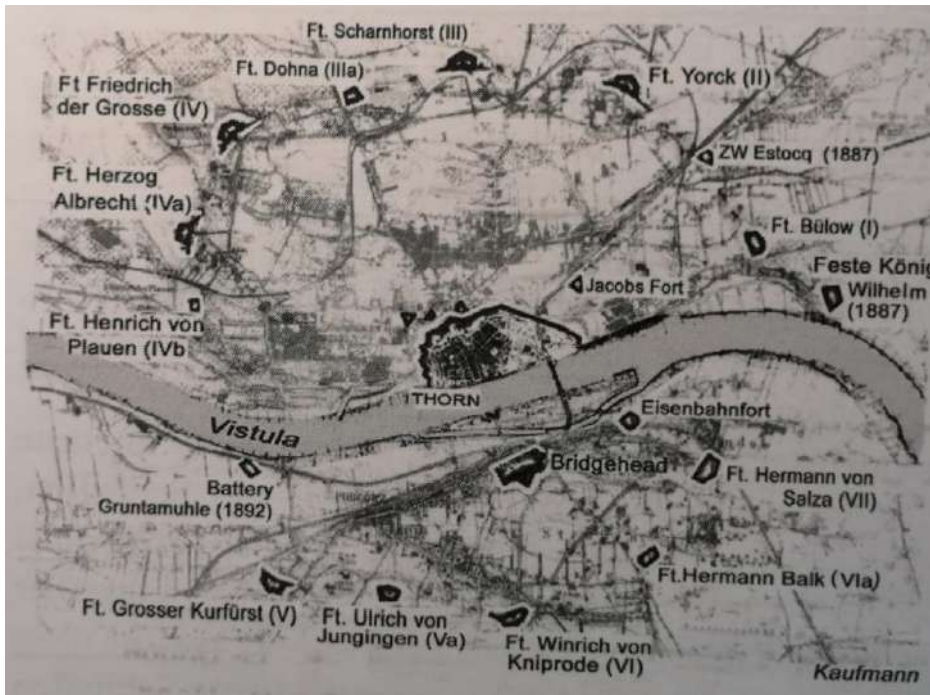 Ft. Scharnhorst (III)
Ft. Dohna (IIIa)
Ft. Yorck (II)
Ft Friedrich
der Grosse (IV)
ZW Estocq (1887)
Ft. Herzog
Albrecht (IVa)
Ft. Bülow (I)
Feste König
Wilhelm
(1887)
Jacobs Fort
Ft. Henrich von
Plauen (IVb
THORN
Vistula
Eisenbahnfort
Bridgehead
Battery
Gruntamuhle (1892)
Ft. Hermann von
Salza (VII)
Ft.Hermann Balk (VIa)
Ft. Grosser Kurfürst (V)
Ft. Ulrich von
Jungingen (Va)
Ft. Winrich von
Kniprode (VI)
Kaufmann